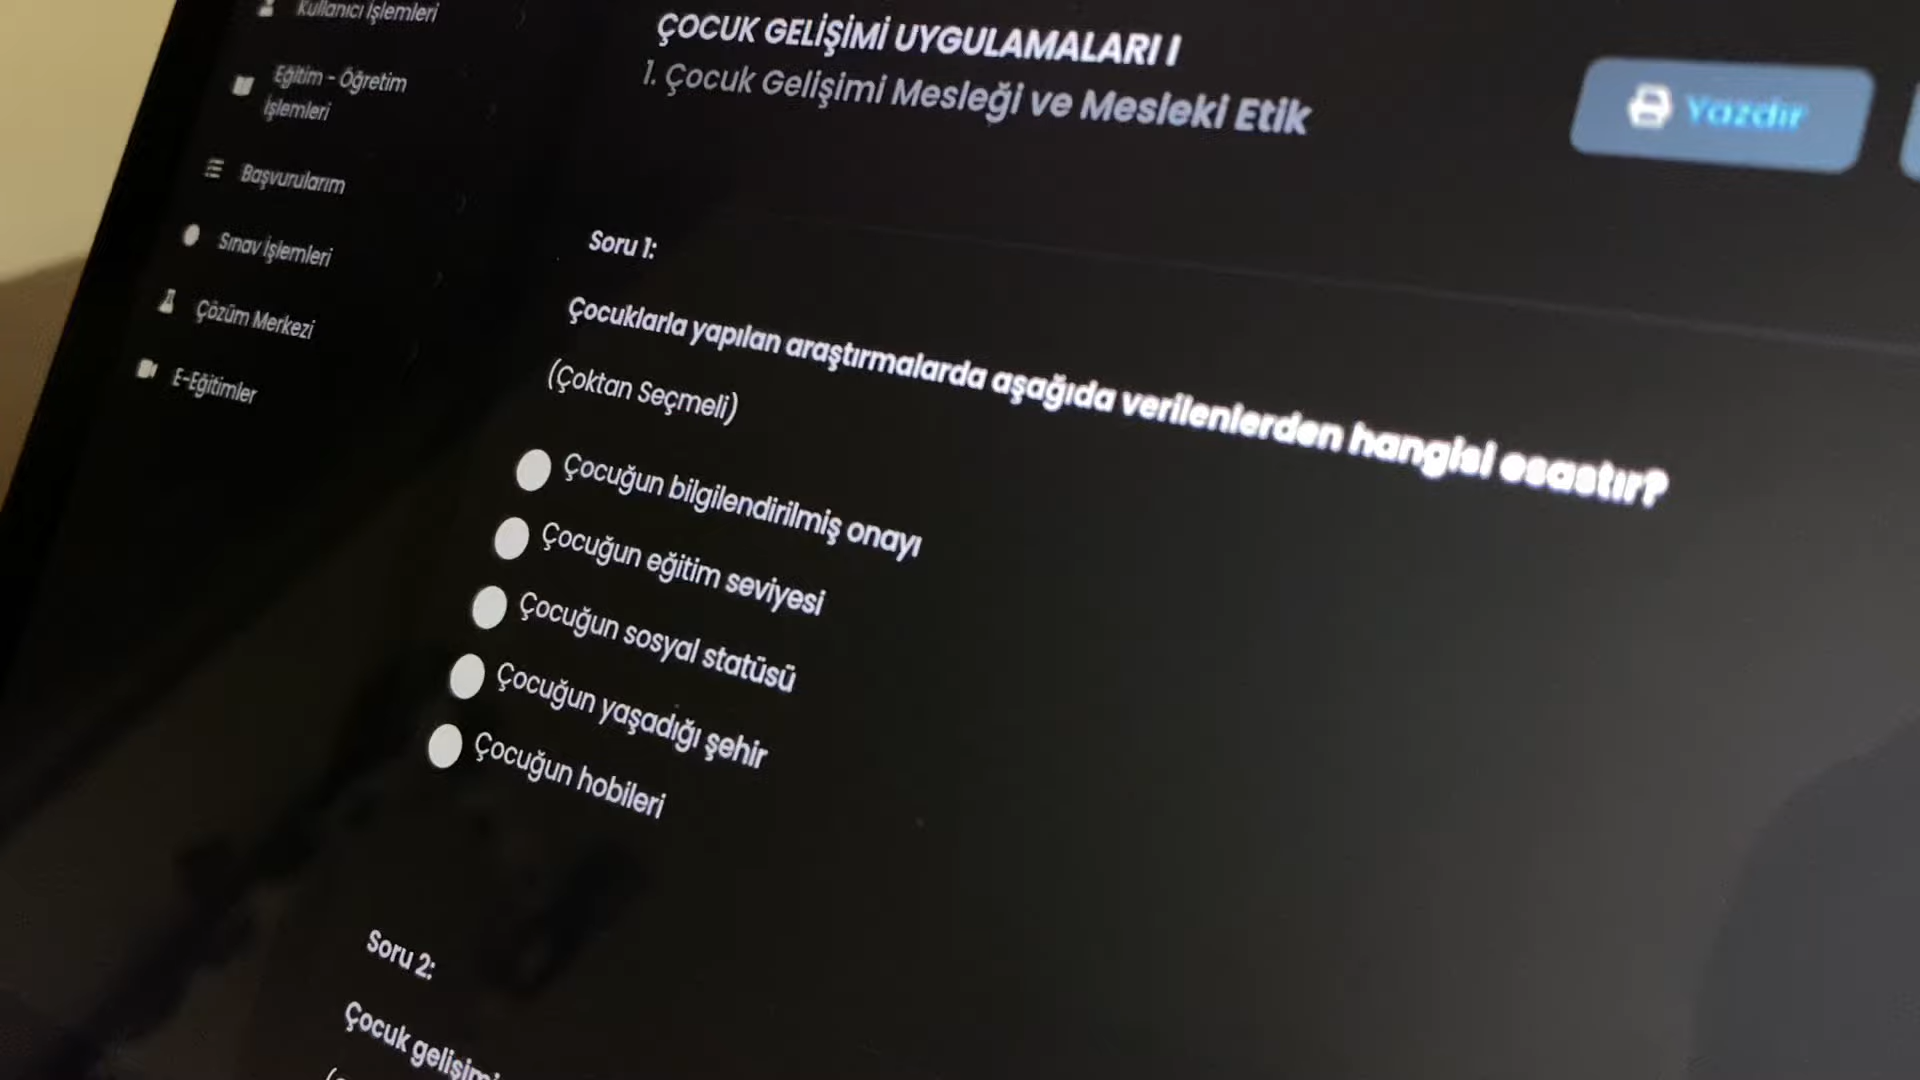 Kullanıcı İşlemleri
Eğitim - Öğretim
İşlemleri
Başvurularım
Sınav İşlemleri
Çözüm Merkezi
E-Eğitimler
ÇOCUK GELİŞİMİ UYGULAMALARI I
1. Çocuk Gelişimi Mesleği ve Mesleki Etik
Yazdır
Soru 1:
Çocuklarla yapılan araştırmalarda aşağıda verilenlerden hangisi esastır?
(Çoktan Seçmeli)
Çocuğun bilgilendirilmiş onayı
Çocuğun eğitim seviyesi
Çocuğun sosyal statüsü
Çocuğun yaşadığı şehir
Çocuğun hobileri
Soru 2:
Çocuk gelişimi